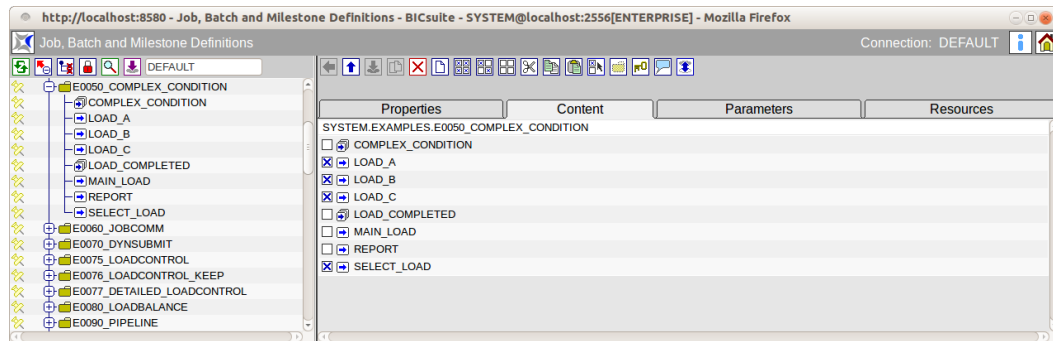 http://localhost:8580 - Job, Batch and Milestone Definitions - BICsuite - SYSTEM@localhost:2556[ENTERPRISE] - Mozilla Firefox
Job, Batch and Milestone Definitions
Connection: DEFAULT
DEFAULT
E0050_COMPLEX_CONDITION
COMPLEX_CONDITION
LOAD_A
LOAD_B
LOAD_C
LOAD_COMPLETED
MAIN_LOAD
REPORT
SELECT_LOAD
E0060_JOBCOMM
E0070_DYNSUBMIT
E0075_LOADCONTROL
E0076_LOADCONTROL_KEEP
E0077_DETAILED_LOADCONTROL
E0080_LOADBALANCE
E0090_PIPELINE
Properties
Content
Parameters
Resources
SYSTEM.EXAMPLES.E0050_COMPLEX_CONDITION
COMPLEX_CONDITION
LOAD_A
LOAD_B
LOAD_C
LOAD_COMPLETED
MAIN_LOAD
REPORT
SELECT_LOAD